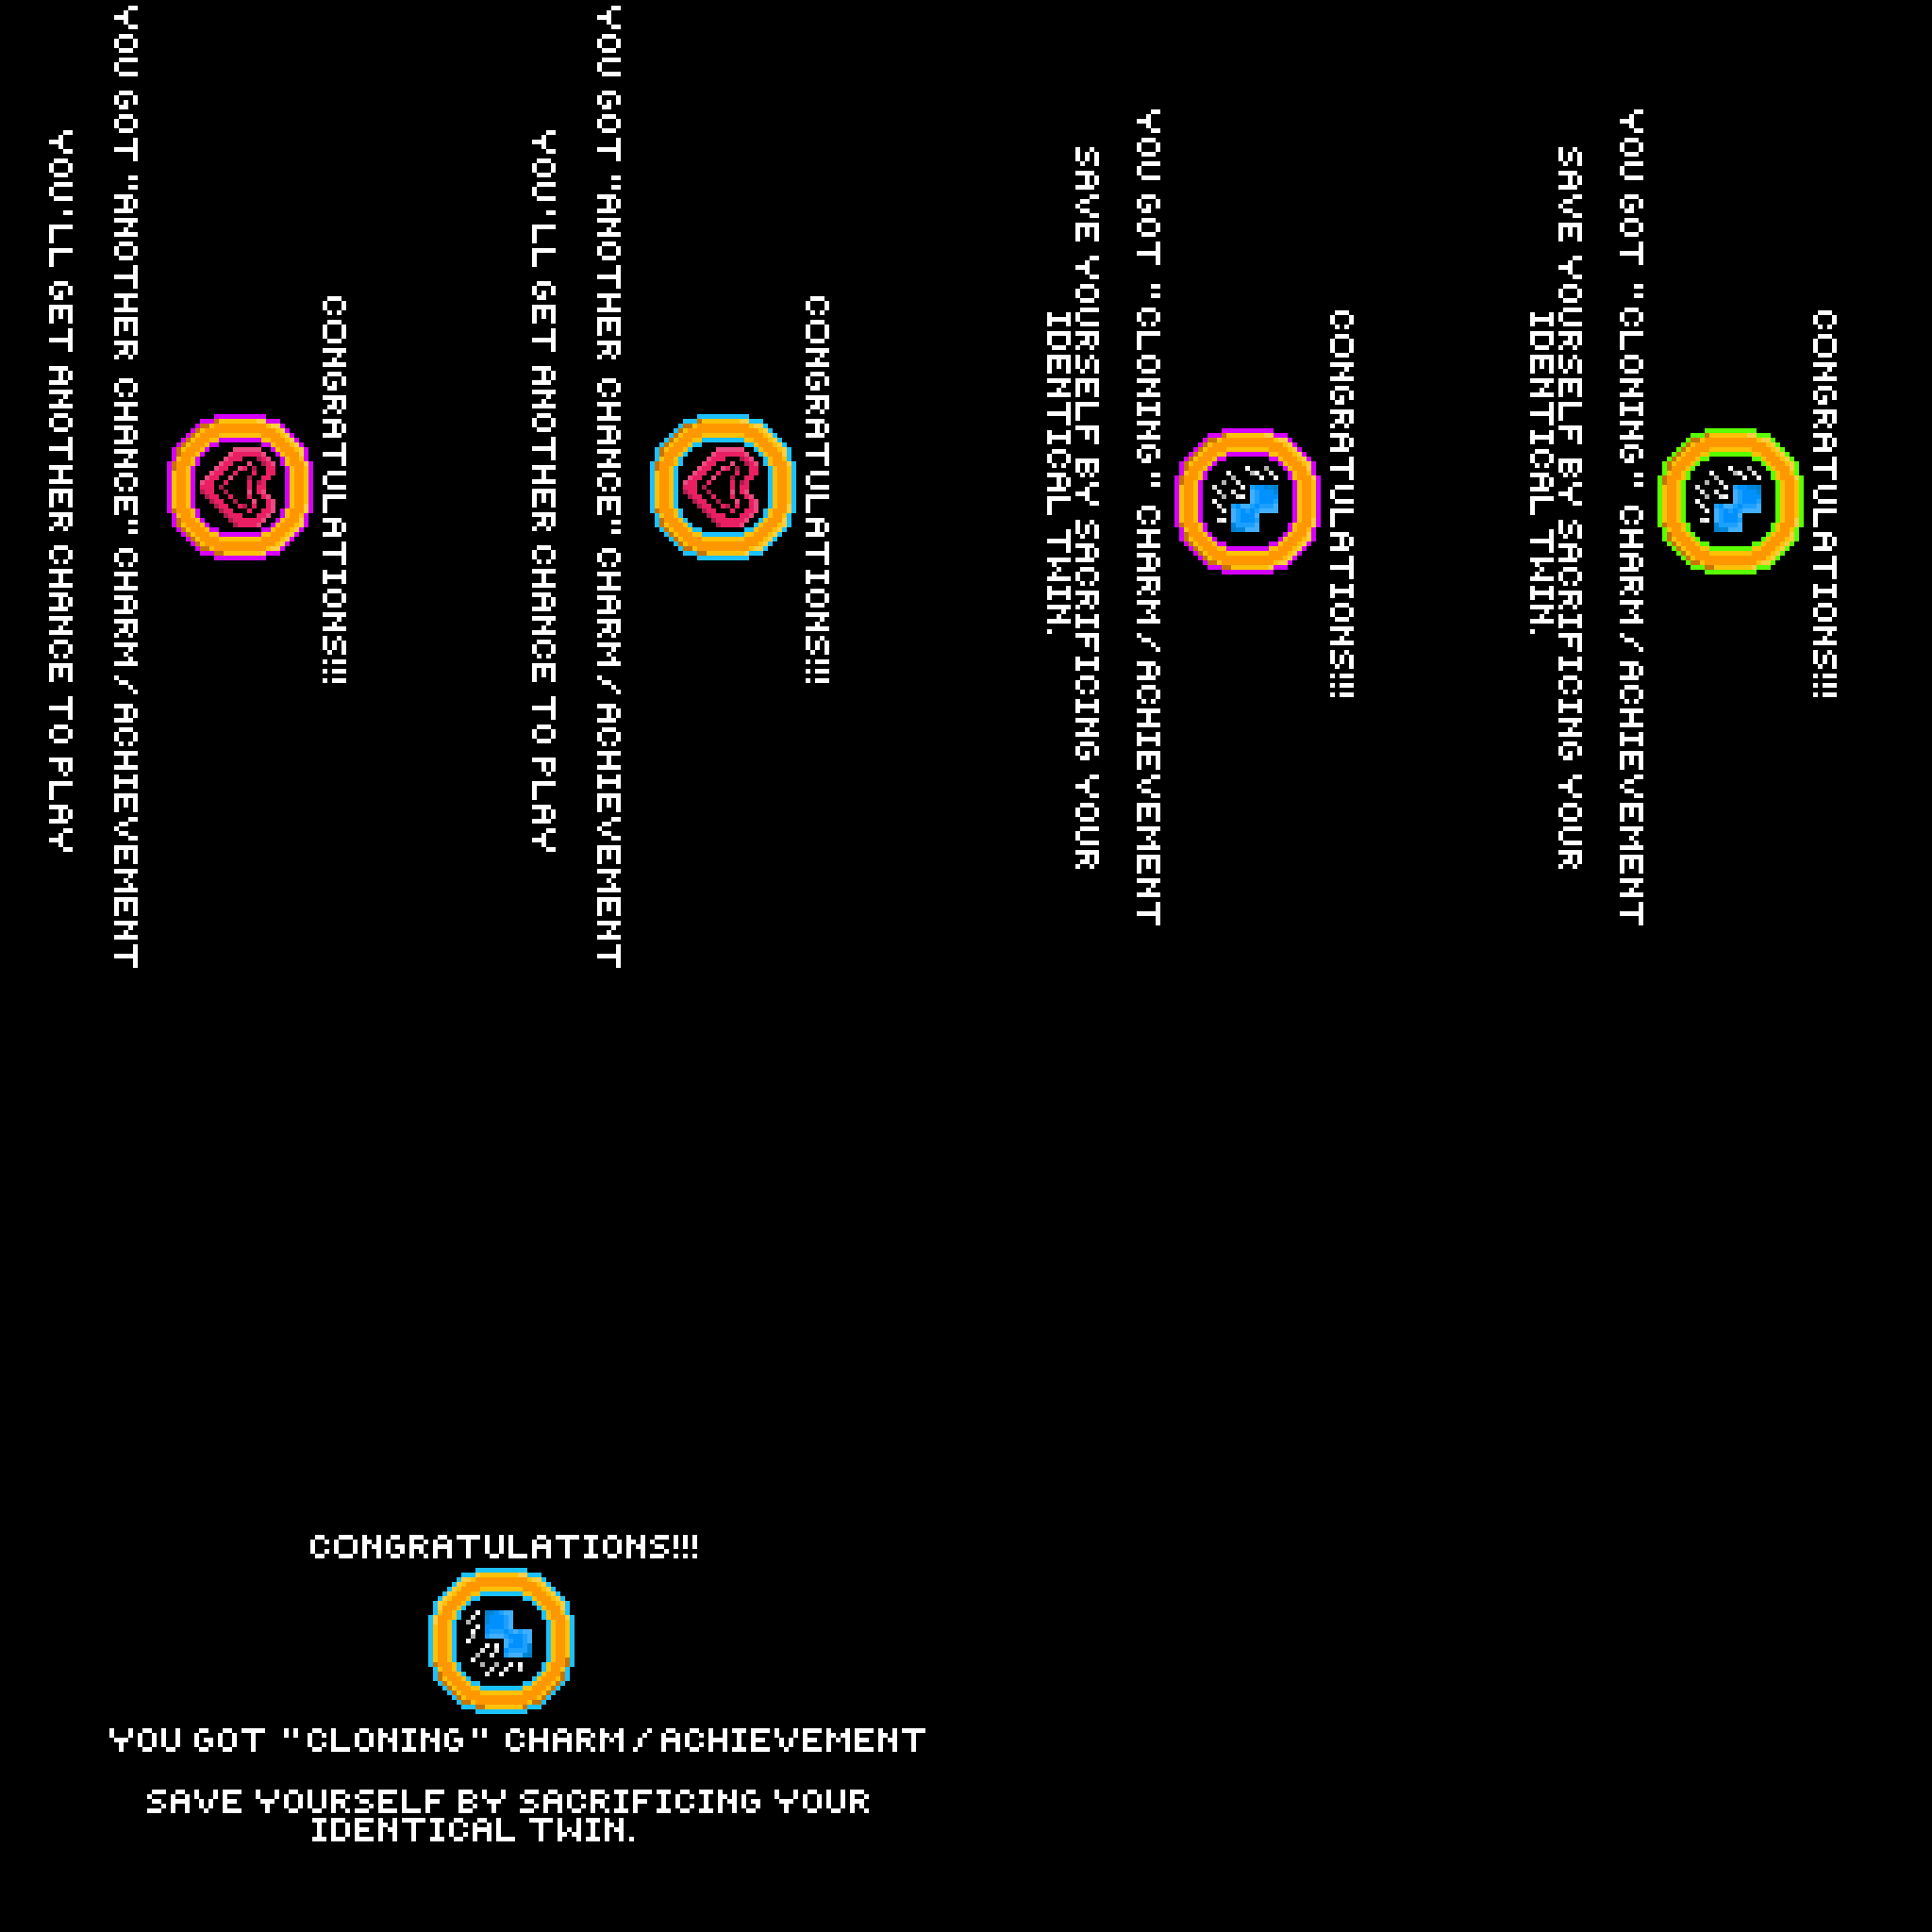 CONGRATULATIONS!!!
YOU GOT "ANOTHER CHANCE" CHARM/ACHIEVEMENT
YOU'LL GET ANOTHER CHANCE TO PLAY
CONGRATULATIONS!!!
YOU GOT "ANOTHER CHANCE" CHARM/ACHIEVEMENT
YOU'LL GET ANOTHER CHANCE TO PLAY
CONGRATULATIONS!!!
YOU GOT "CLONING" CHARM/ACHIEVEMENT
SAVE YOURSELF BY SACRIFICING YOUR
IDENTICAL TWIN.
CONGRATULATIONS!!!
YOU GOT "CLONING" CHARM/ACHIEVEMENT
SAVE YOURSELF BY SACRIFICING YOUR
IDENTICAL TWIN.
CONGRATULATIONS!!!
YOU GOT "CLONING" CHARM/ACHIEVEMENT
SAVE YOURSELF BY SACRIFICING YOUR
IDENTICAL TWIN.